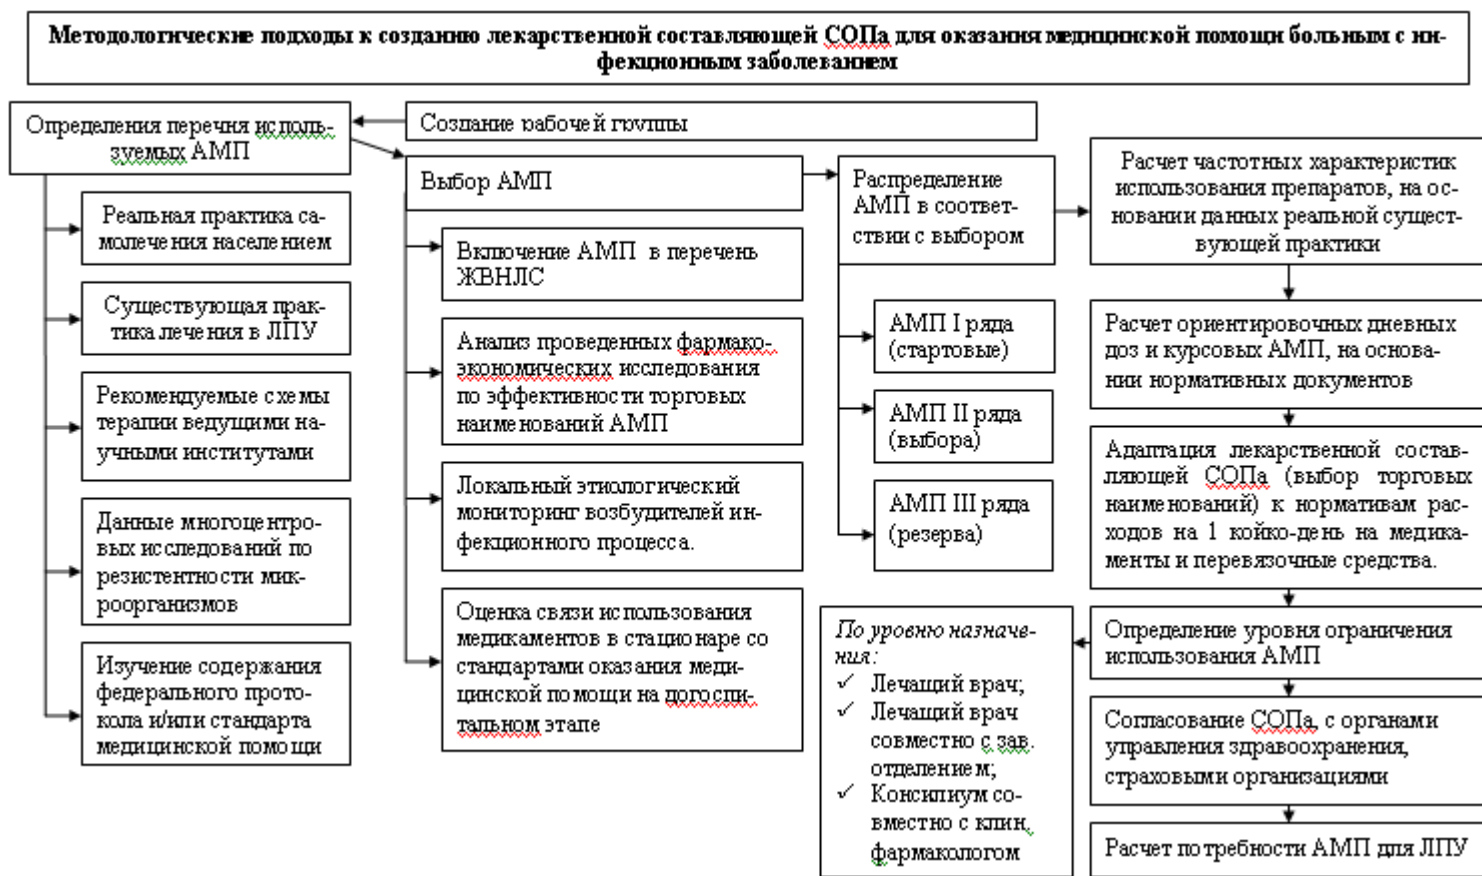 Методологические подходы к созданию лекарственной составляющей СОПа для оказания медицинской помощи больным с ин-
фекционным заболеванием
Создание рабочей группы
Определения перечня исполь-
зуемых АМП
Реальная практика са-
молечения населением
Существующая прак-
тика лечения в ЛПУ
Рекомендуемые схемы
терапии ведущими на-
учными институтами
Данные многоцентро-
вых исследований по
резистентности мик-
роорганизмов
Изучение содержания
федерального прото-
кола и/или стандарта
медицинской помощи
Выбор АМП
Включение АМП в перечень
ЖВНЛС
Анализ проведенных фармако-
экономических исследования
по эффективности торговых
наименований АМП
Локальный этиологический
мониторинг возбудителей ин-
фекционного процесса.
Оценка связи использования
медикаментов в стационаре со
стандартами оказания меди-
цинской помощи на догоспи-
тальном этапе
Распределение
АМП в соответ-
ствии с выбором
АМП I ряда
(стартовые)
АМП II ряда
(выбора)
АМП III ряда
(резерва)
Расчет частотных характеристик
использования препаратов, на ос-
новании данных реальной сущест-
вующей практики
Расчет ориентировочных дневных
доз и курсовых АМП, на основа-
нии нормативных документов
Адаптация лекарственной состав-
ляющей СОПа (выбор торговых
наименований) к нормативам рас-
ходов на 1 койко-день на медика-
менты и перевязочные средства.
Определение уровня ограничения
использования АМП
По уровню назначе-
ния:
✓ Лечащий врач;
✓ Лечащий врач
совместно с зав.
отделением;
✓ Консилиум со-
вместно с клин.
фармакологом
Согласование СОПа, с органами
управления здравоохранения,
страховыми организациями
Расчет потребности АМП для ЛПУ